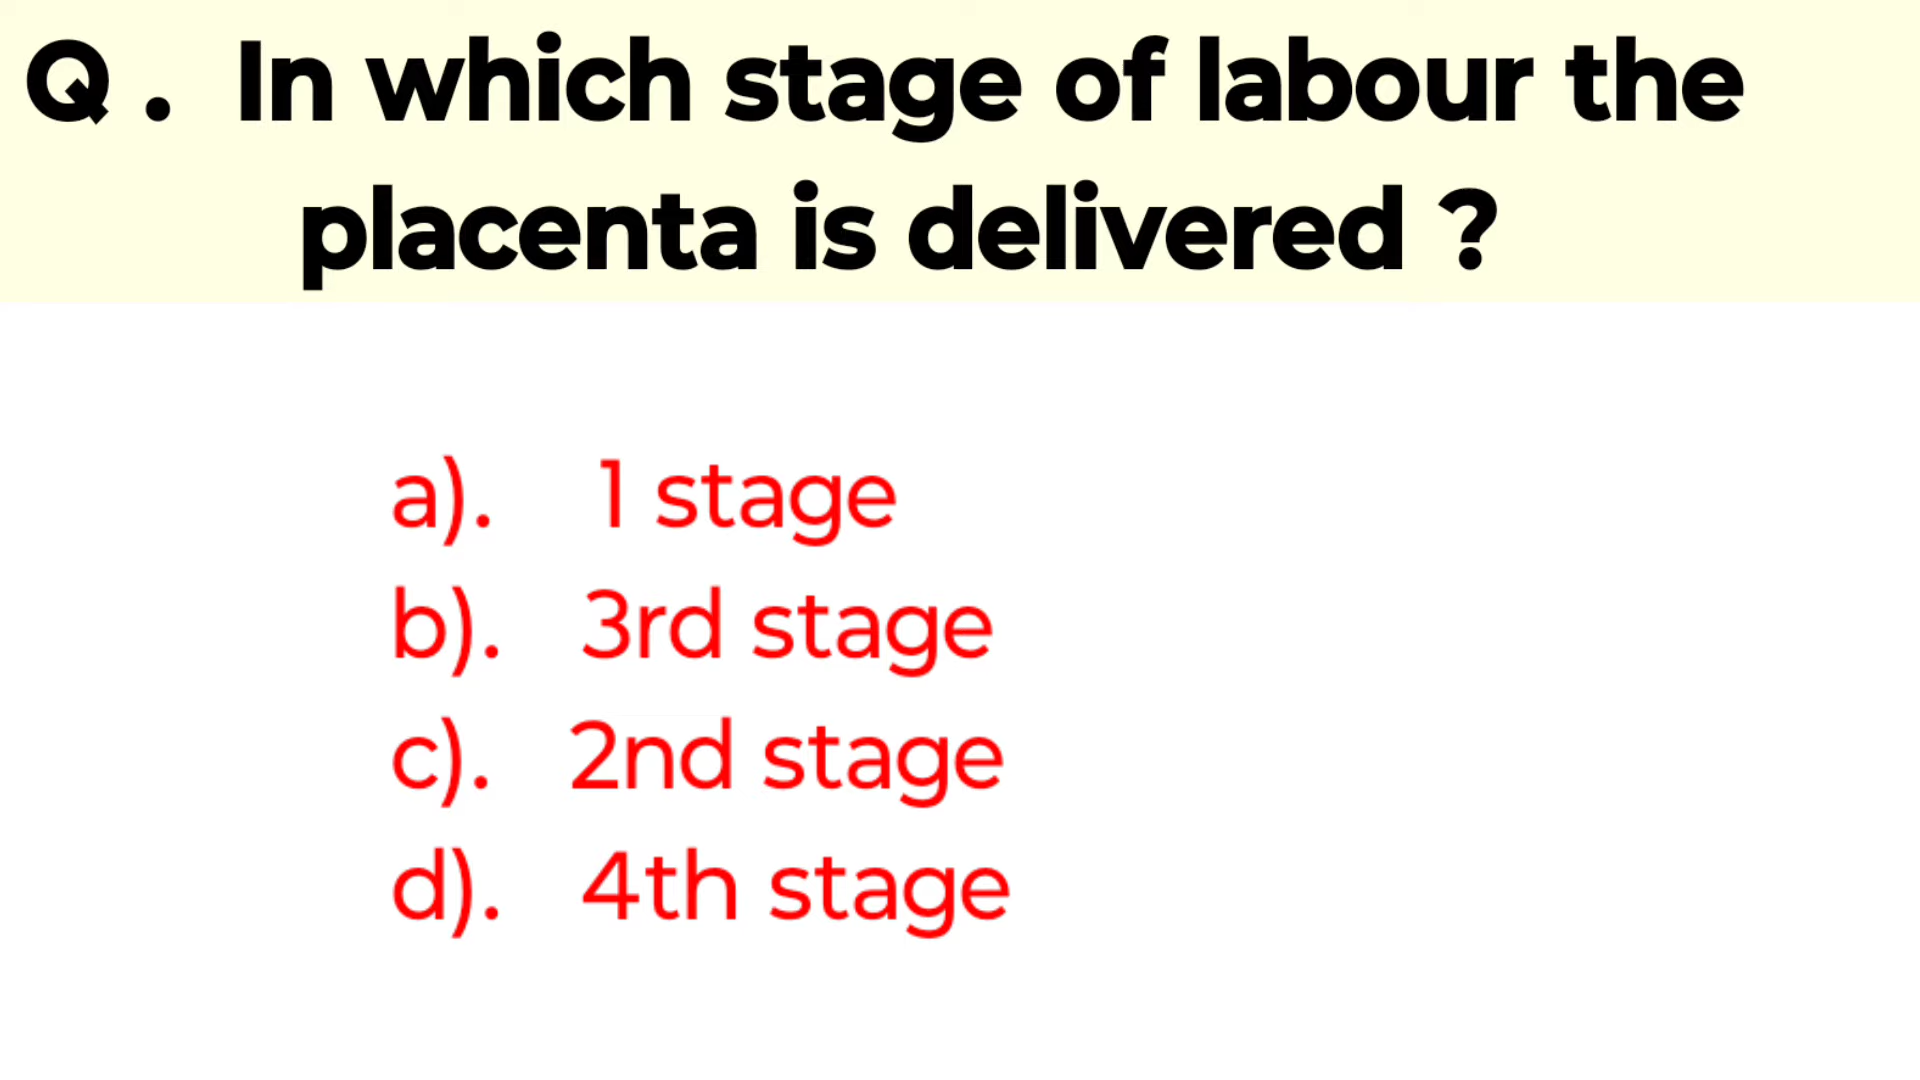 Q . In which stage of labour the
placenta is delivered ?
a). 1 stage
b). 3rd stage
c). 2nd stage
d). 4th stage